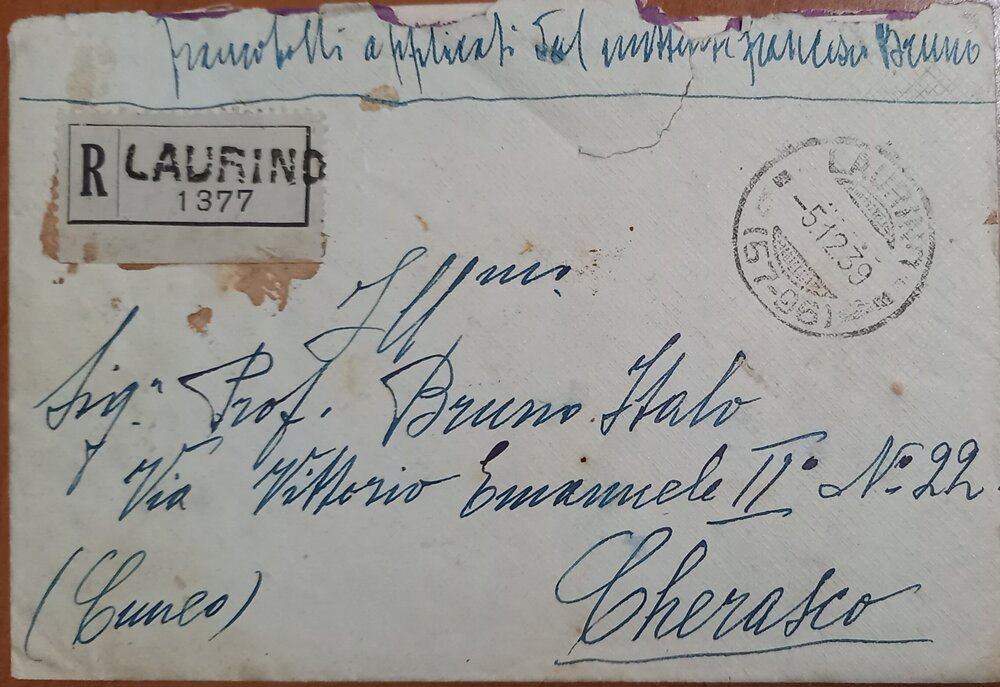 francobolli applicati dal mittente Francesco Bruno
R LAURINO
1377
LAURINO
-5.12.39
(57-96)
Ill/mo
Sig.r Prof. Bruno Italo
Via Vittorio Emanuele II° N° 22
(Cuneo) Cherasco